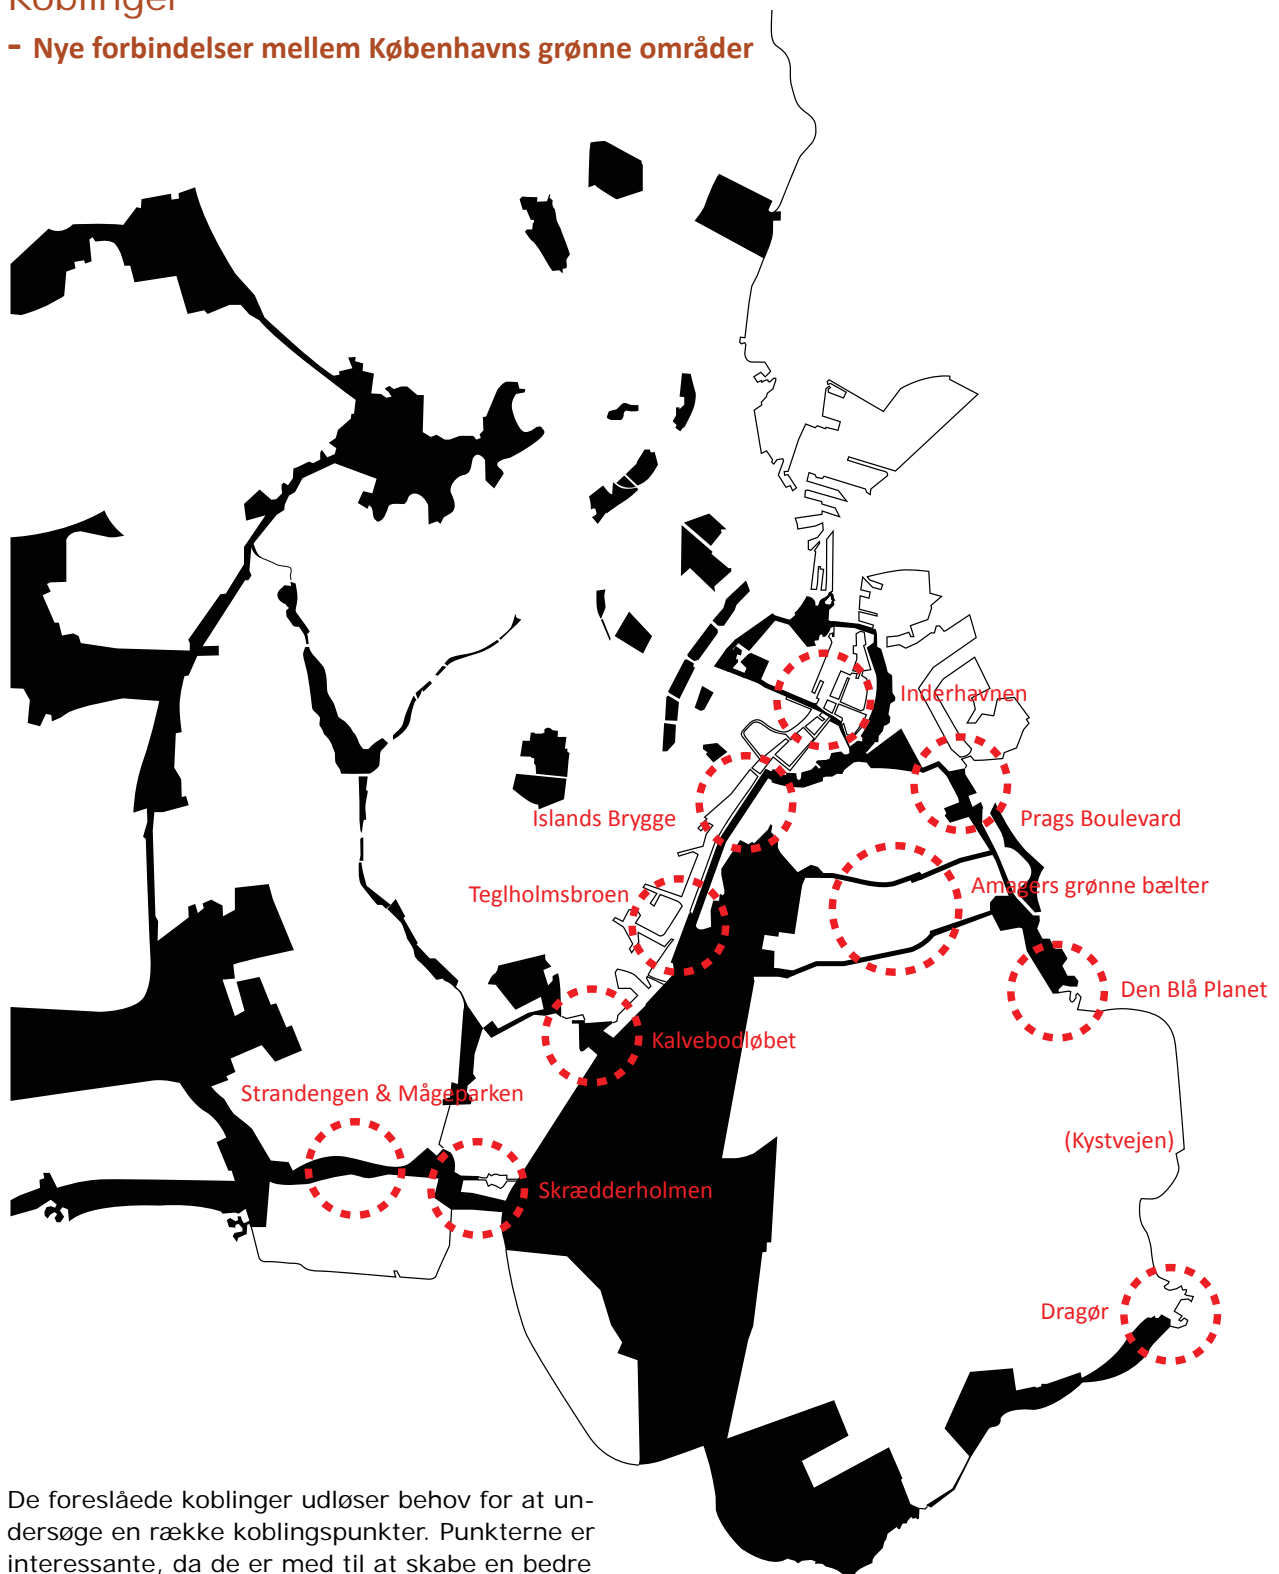 Koblinger
- Nye forbindelser mellem Københavns grønne områder
Inderhavnen
Islands Brygge
Prags Boulevard
Teglholmsbroen
Amagers grønne bælter
Den Blå Planet
Kalvebodløbet
Strandengen & Mågeparken
(Kystvejen)
Skrædderholmen
Dragør
De foreslåede koblinger udløser behov for at un-
dersøge en række koblingspunkter. Punkterne er
interessante, da de er med til at skabe en bedre